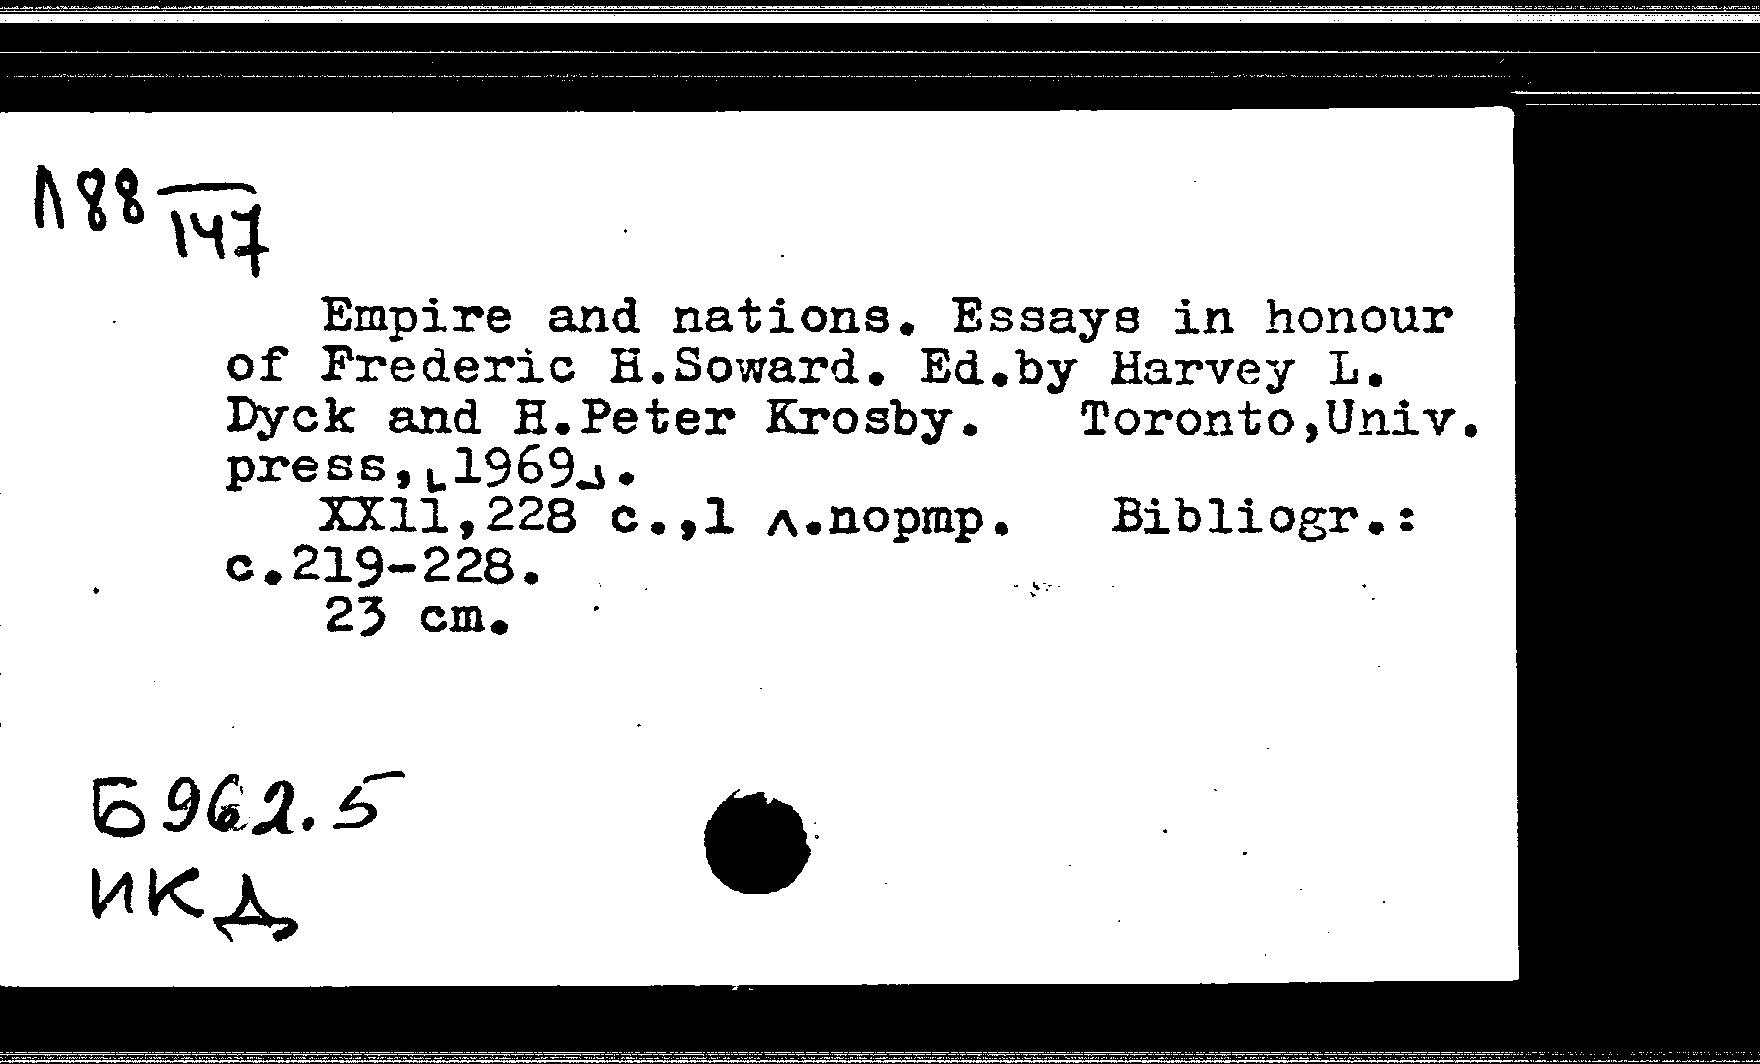 Л88 147
Empire and nations. Essays in honour
of Frederic H.Soward. Ed.by Harvey L.
Dyck and H.Peter Krosby. Toronto,Univ.
press,[1969].
XXll,228 с.,1 л.портр. Bibliogr.:
с.219-228.
23 cm.
Б962.5
ИКД